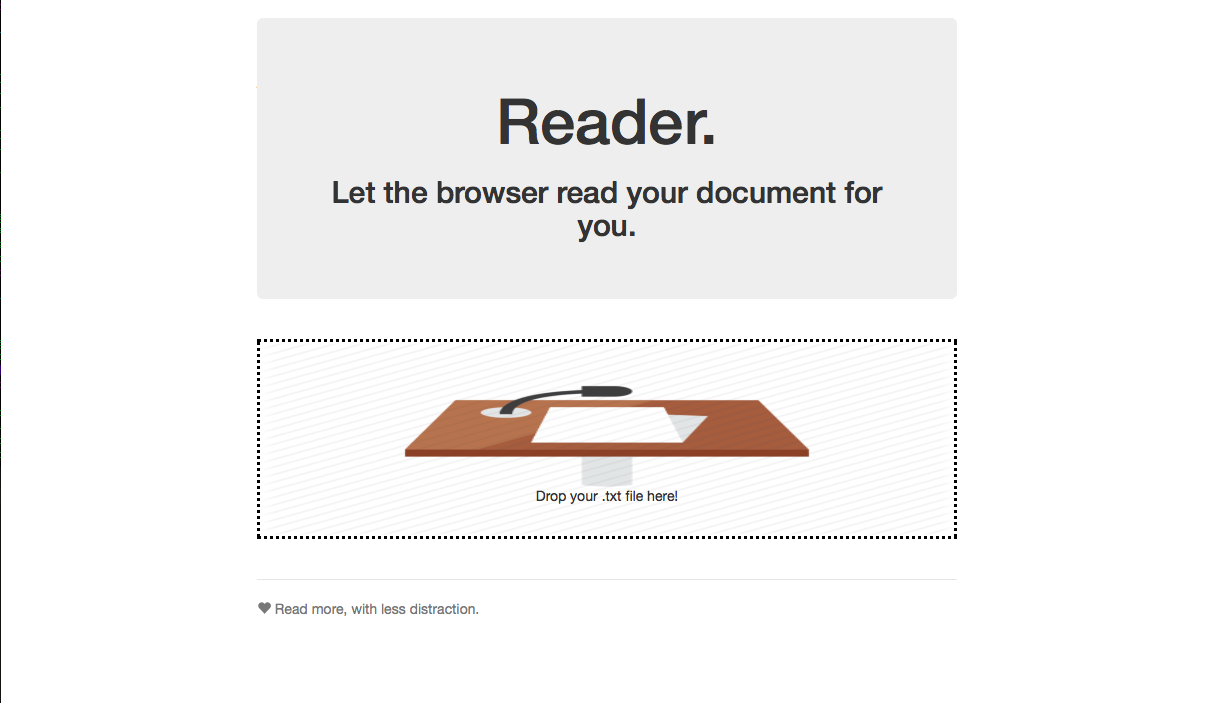 Reader.
Let the browser read your document for
you.
Drop your .txt file here!
Read more, with less distraction.